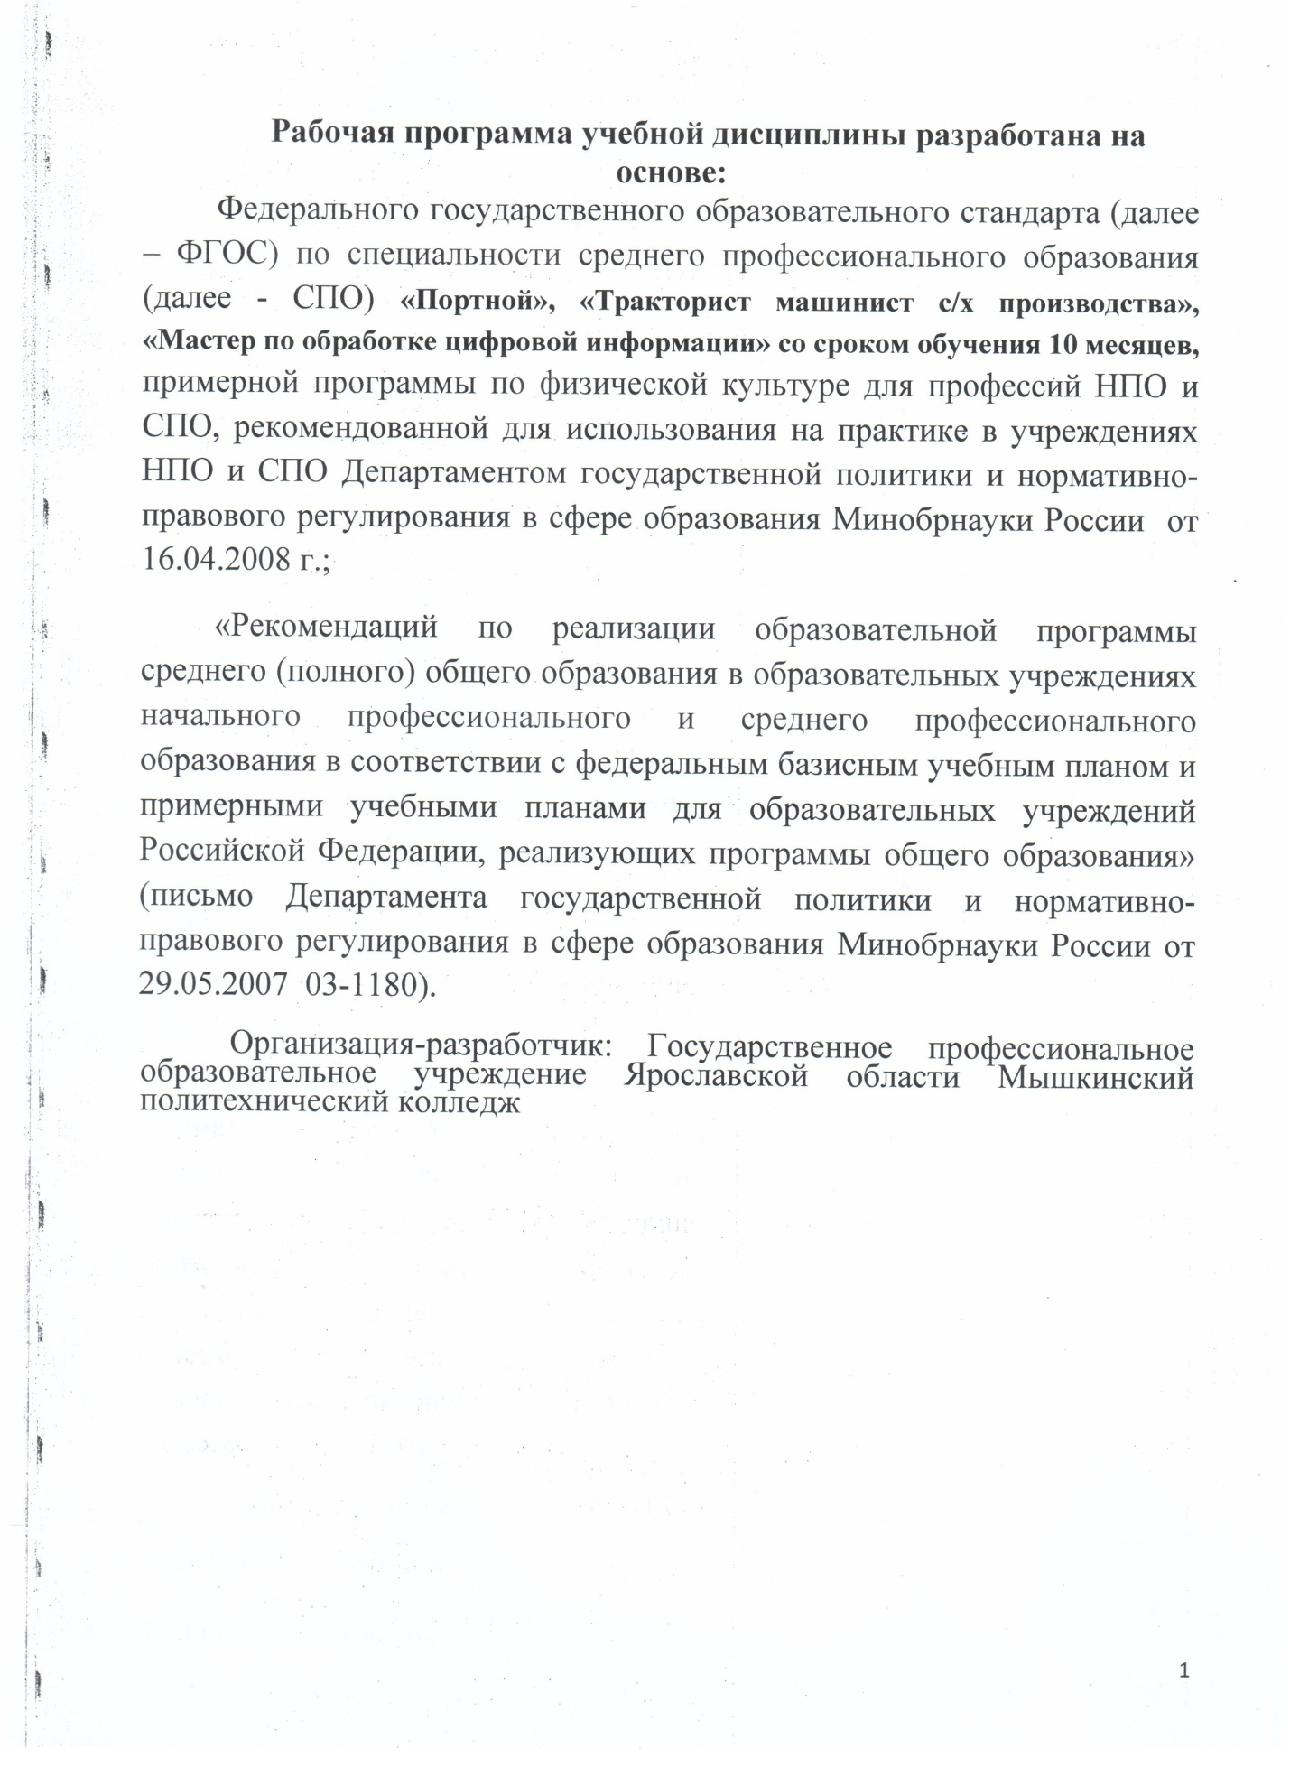 Рабочая программа учебной дисциплины разработана на
основе:
Федерального государственного образовательного стандарта (далее
– ФГОС) по специальности среднего профессионального образования
(далее - СПО) «Портной», «Тракторист машинист с/х производства»,
«Мастер по обработке цифровой информации» со сроком обучения 10 месяцев,
примерной программы по физической культуре для профессий НПО и
СПО, рекомендованной для использования на практике в учреждениях
НПО и СПО Департаментом государственной политики и нормативно-
правового регулирования в сфере образования Минобрнауки России от
16.04.2008 г.;
«Рекомендаций по реализации образовательной программы
среднего (полного) общего образования в образовательных учреждениях
начального профессионального и среднего профессионального
образования в соответствии с федеральным базисным учебным планом и
примерными учебными планами для образовательных учреждений
Российской Федерации, реализующих программы общего образования»
(письмо Департамента государственной политики и нормативно-
правового регулирования в сфере образования Минобрнауки России от
29.05.2007 03-1180).
Организация-разработчик: Государственное профессиональное
образовательное учреждение Ярославской области Мышкинский
политехнический колледж
1